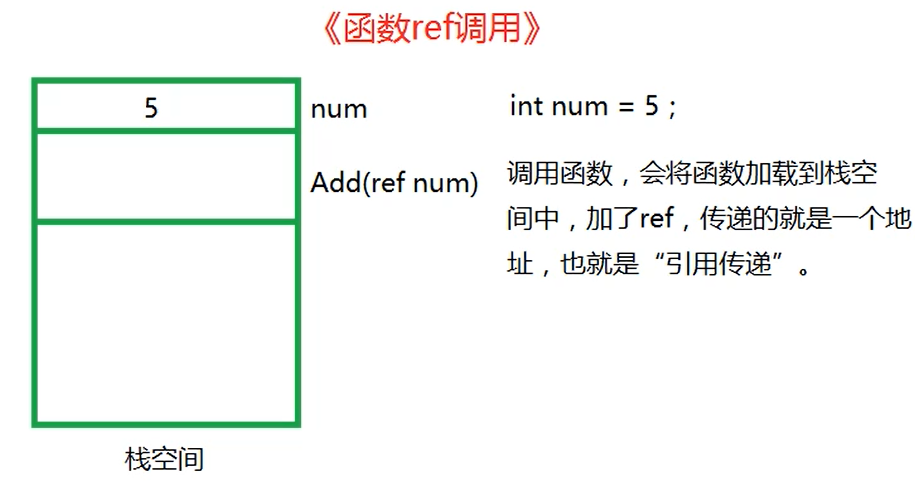 《函数ref调用》
5
num
int num = 5；
Add(ref num)
调用函数，会将函数加载到栈空
间中，加了ref，传递的就是一个地
址，也就是“引用传递”。
栈空间